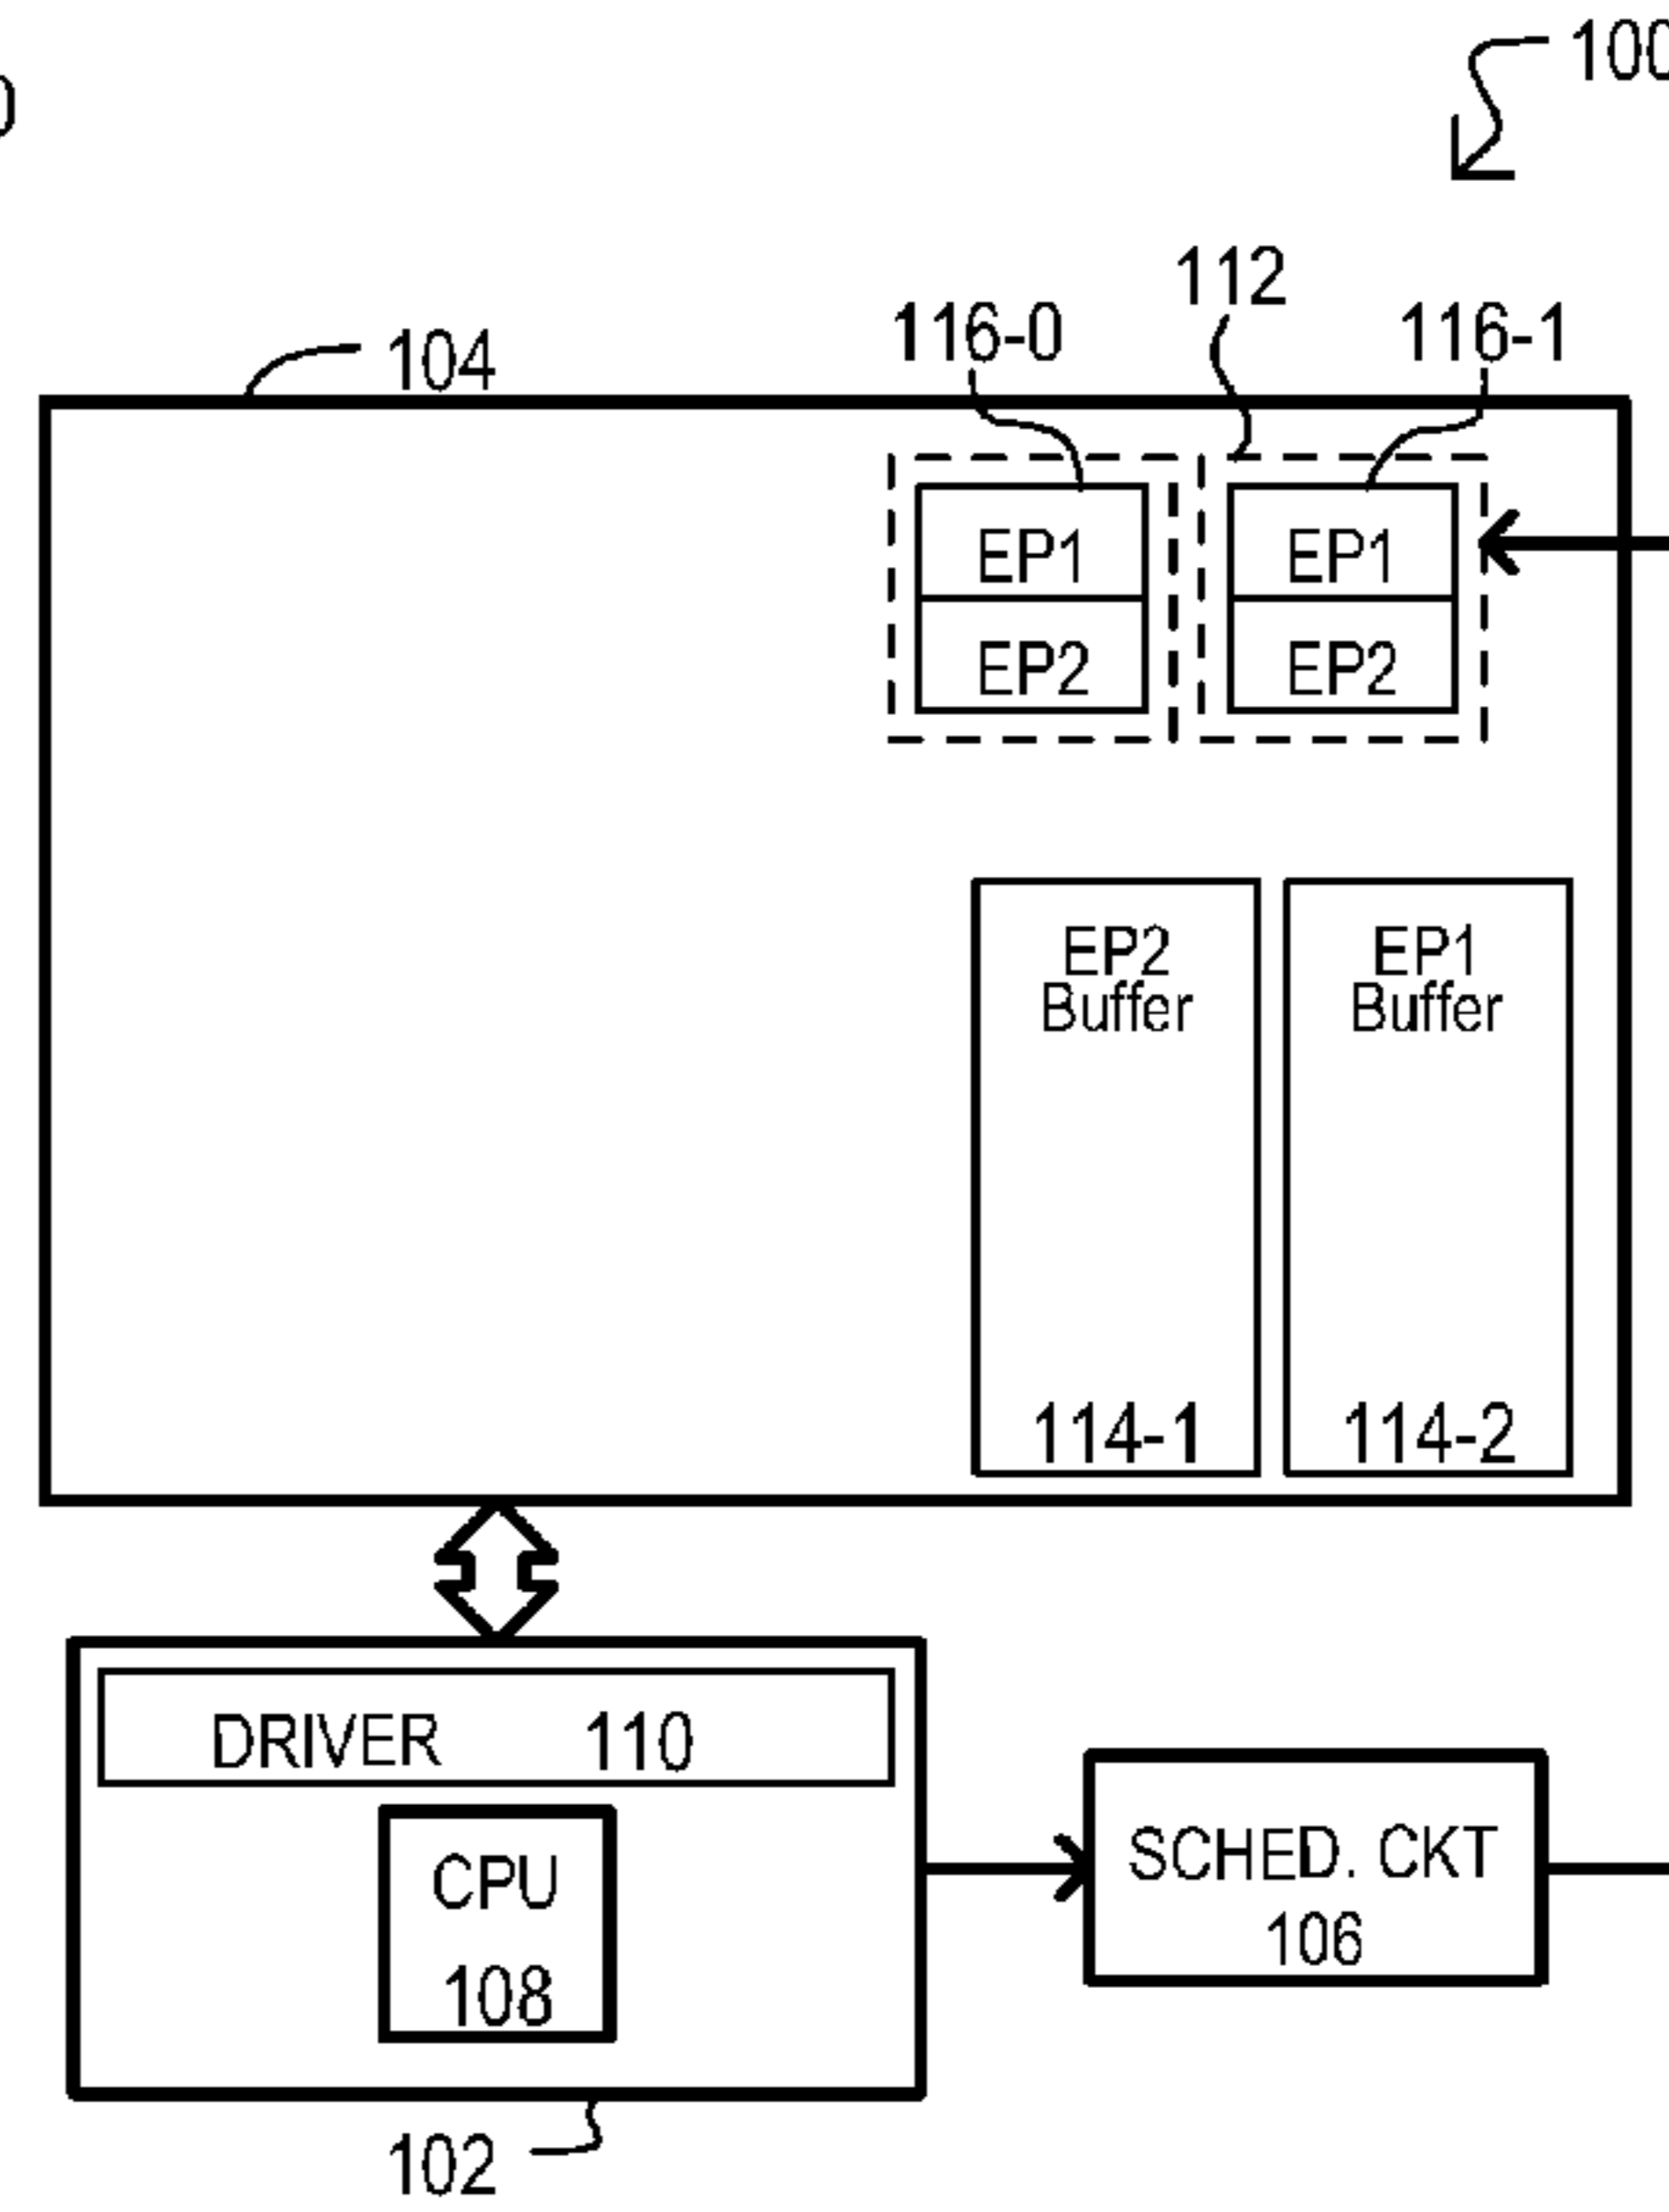 100
112
116-0
116-1
104
EP1
EP1
EP2
EP2
EP2
Buffer
EP1
Buffer
114-1
114-2
DRIVER 110
CPU
108
SCHED. CKT
106
102